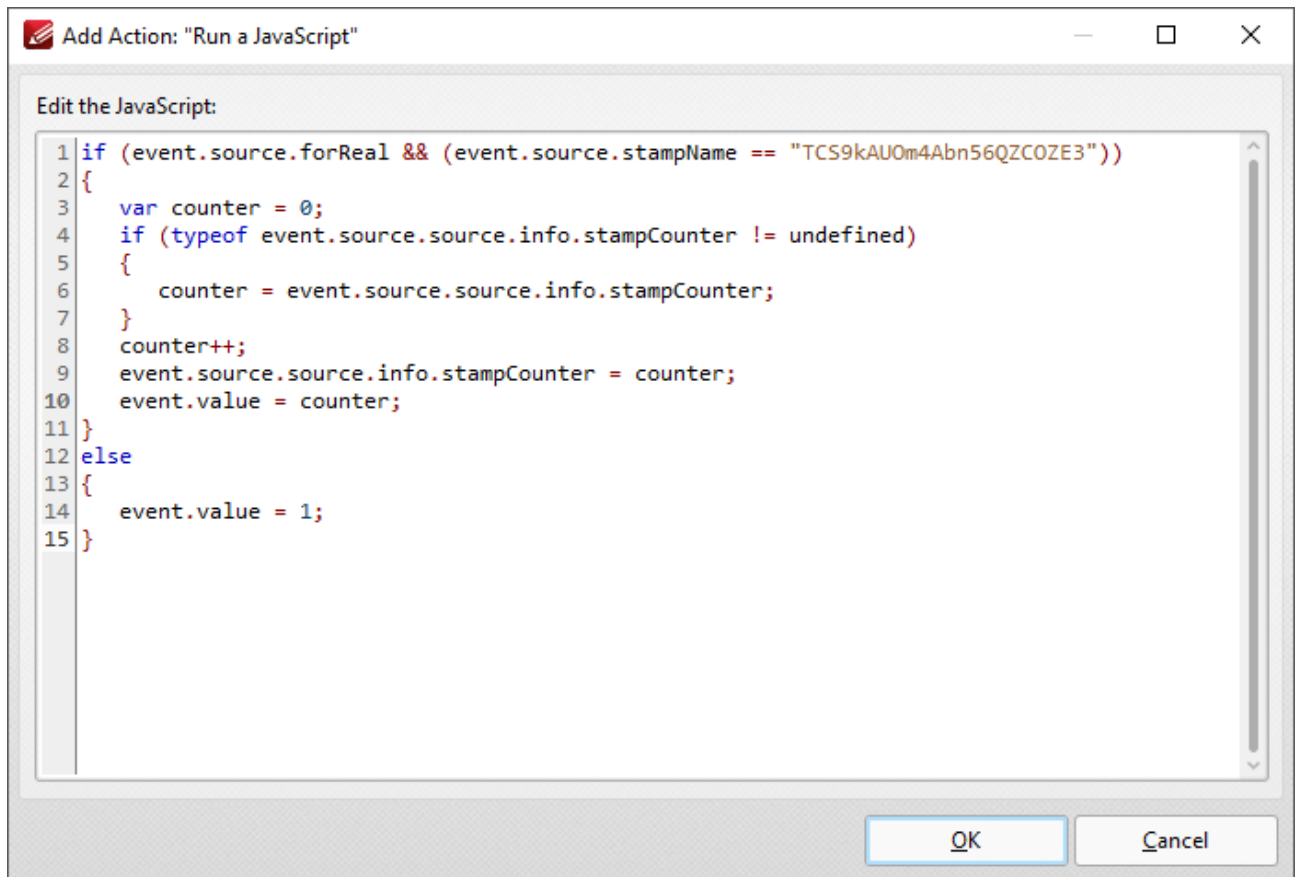 Add Action: "Run a JavaScript"
Edit the JavaScript:
1 if (event.source.forReal && (event.source.stampName == "TCS9kAUOm4Abn56QZCOZE3"))
2 {
3    var counter = 0;
4    if (typeof event.source.source.info.stampCounter != undefined)
5    {
6       counter = event.source.source.info.stampCounter;
7    }
8    counter++;
9    event.source.source.info.stampCounter = counter;
10    event.value = counter;
11 }
12 else
13 {
14    event.value = 1;
15 }
OK Cancel